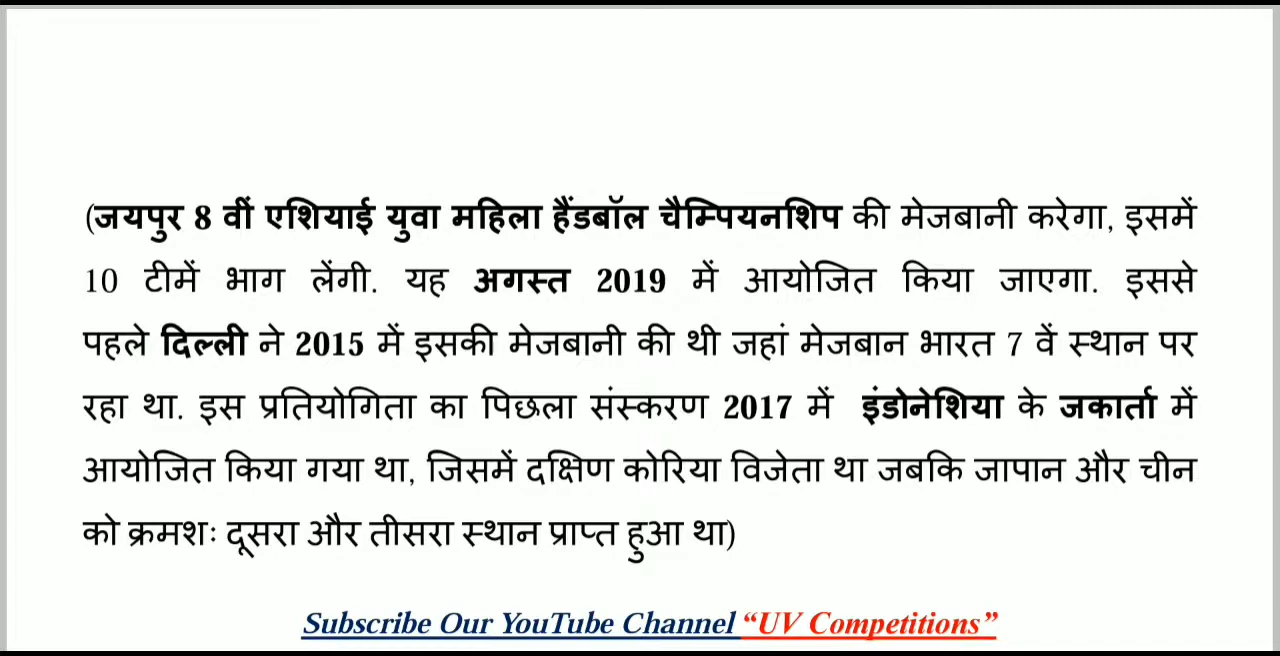 (जयपुर 8 वीं एशियाई युवा महिला हैंडबॉल चैम्पियनशिप की मेजबानी करेगा, इसमें
10 टीमें भाग लेंगी. यह अगस्त 2019 में आयोजित किया जाएगा. इससे
पहले दिल्ली ने 2015 में इसकी मेजबानी की थी जहां मेजबान भारत 7 वें स्थान पर
रहा था. इस प्रतियोगिता का पिछला संस्करण 2017 में इंडोनेशिया के जकार्ता में
आयोजित किया गया था, जिसमें दक्षिण कोरिया विजेता था जबकि जापान और चीन
को क्रमशः दूसरा और तीसरा स्थान प्राप्त हुआ था)
Subscribe Our YouTube Channel “UV Competitions”